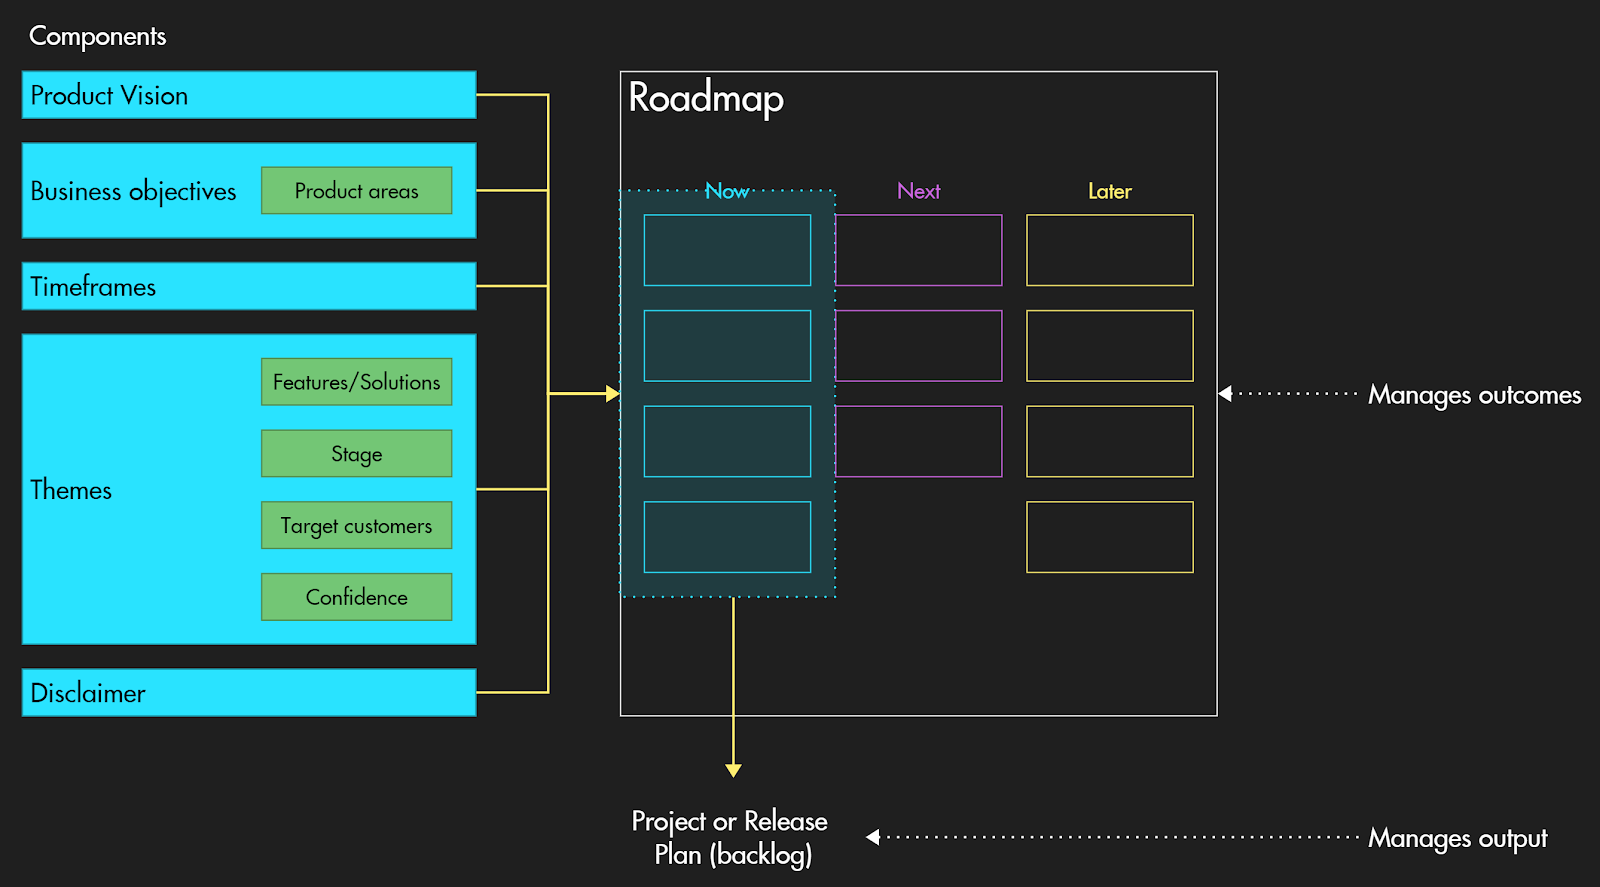 Components
Product Vision
Business objectives
Product areas
Timeframes
Themes
Features/Solutions
Stage
Target customers
Confidence
Disclaimer
Roadmap
Now
Next
Later
Manages outcomes
Project or Release
Plan (backlog)
Manages output